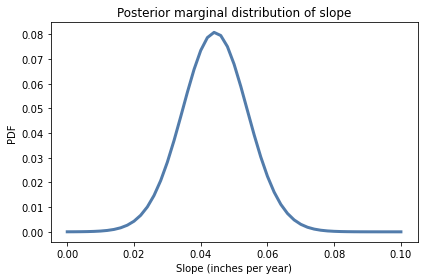 Posterior marginal distribution of slope
PDF
0.08
0.07
0.06
0.05
0.04
0.03
0.02
0.01
0.00
0.00 0.02 0.04 0.06 0.08 0.10
Slope (inches per year)